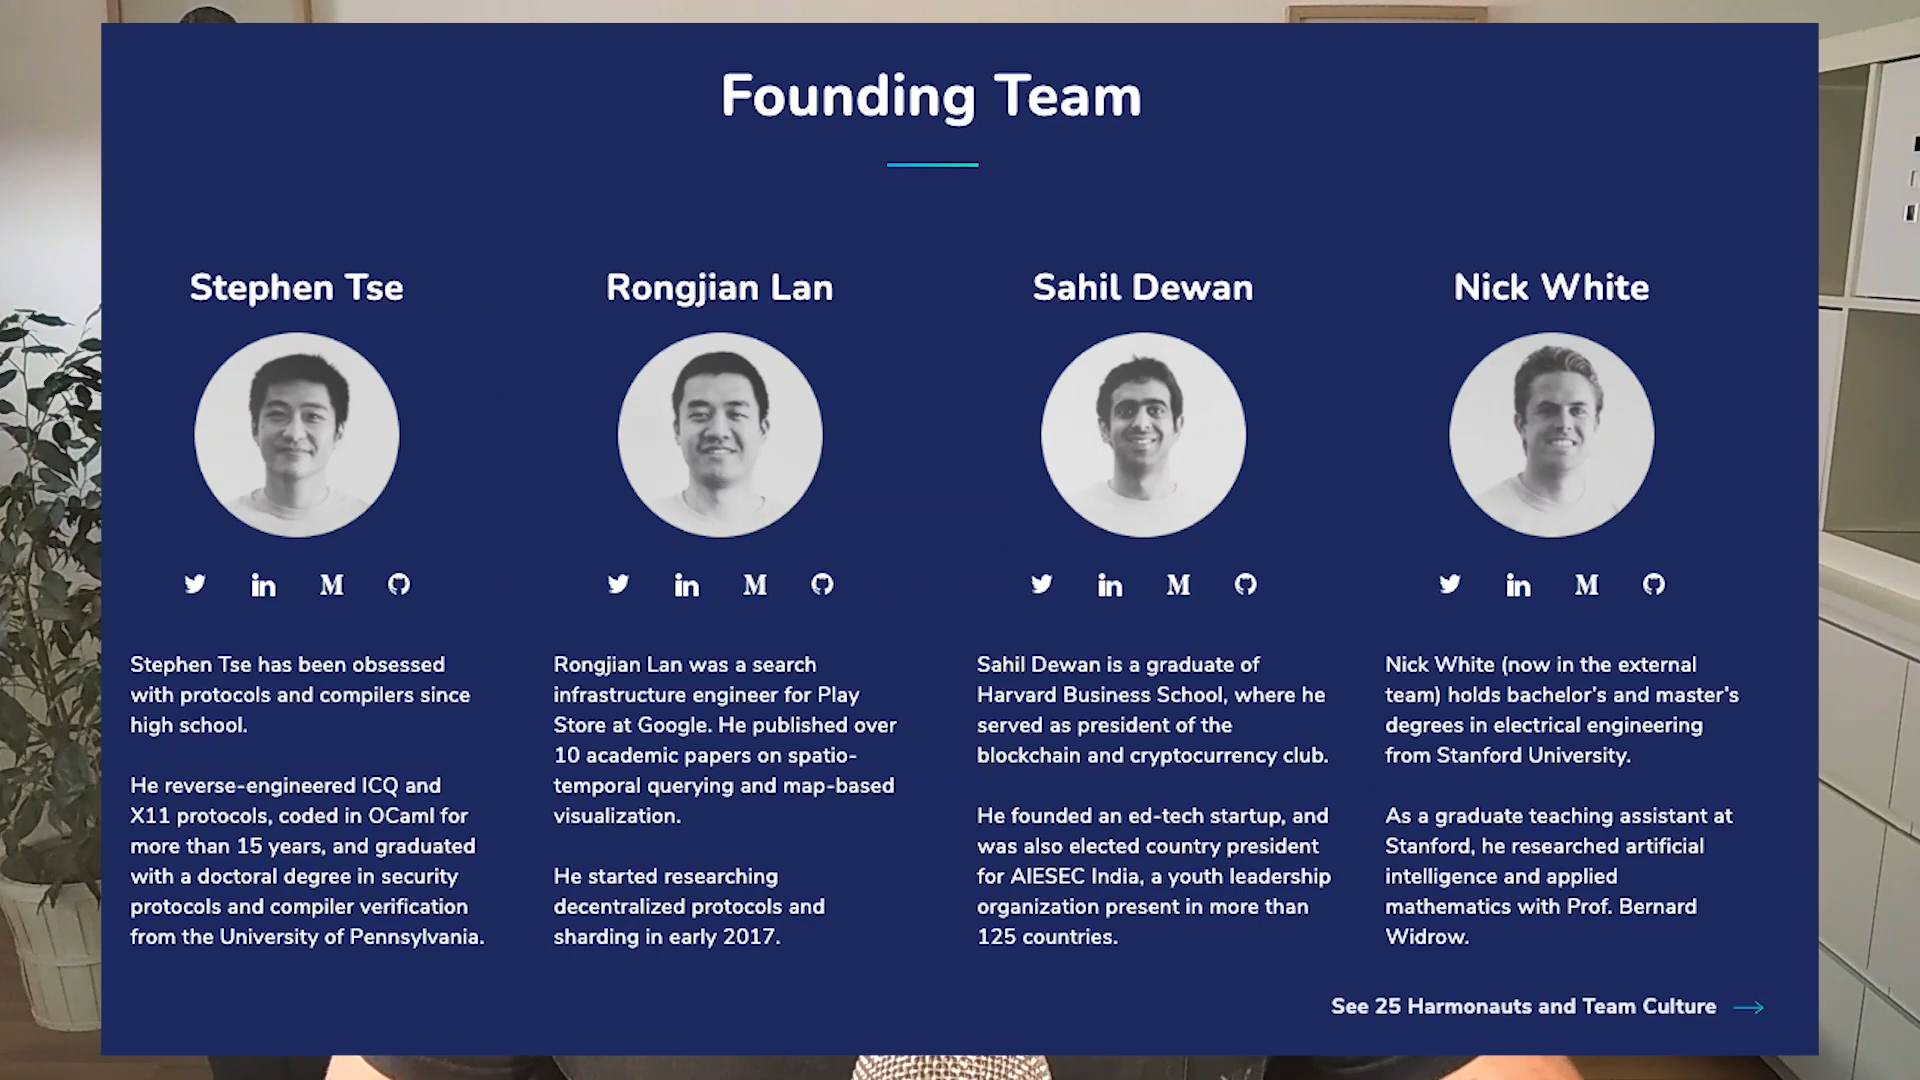 Founding Team
Stephen Tse
Rongjian Lan
Sahil Dewan
Nick White
Stephen Tse has been obsessed
with protocols and compilers since
high school.
He reverse-engineered ICQ and
X11 protocols, coded in OCaml for
more than 15 years, and graduated
with a doctoral degree in security
protocols and compiler verification
from the University of Pennsylvania.
Rongjian Lan was a search
infrastructure engineer for Play
Store at Google. He published over
10 academic papers on spatio-
temporal querying and map-based
visualization.
He started researching
decentralized protocols and
sharding in early 2017.
Sahil Dewan is a graduate of
Harvard Business School, where he
served as president of the
blockchain and cryptocurrency club.
He founded an ed-tech startup, and
was also elected country president
for AIESEC India, a youth leadership
organization present in more than
125 countries.
Nick White (now in the external
team) holds bachelor's and master's
degrees in electrical engineering
from Stanford University.
As a graduate teaching assistant at
Stanford, he researched artificial
intelligence and applied
mathematics with Prof. Bernard
Widrow.
See 25 Harmonauts and Team Culture